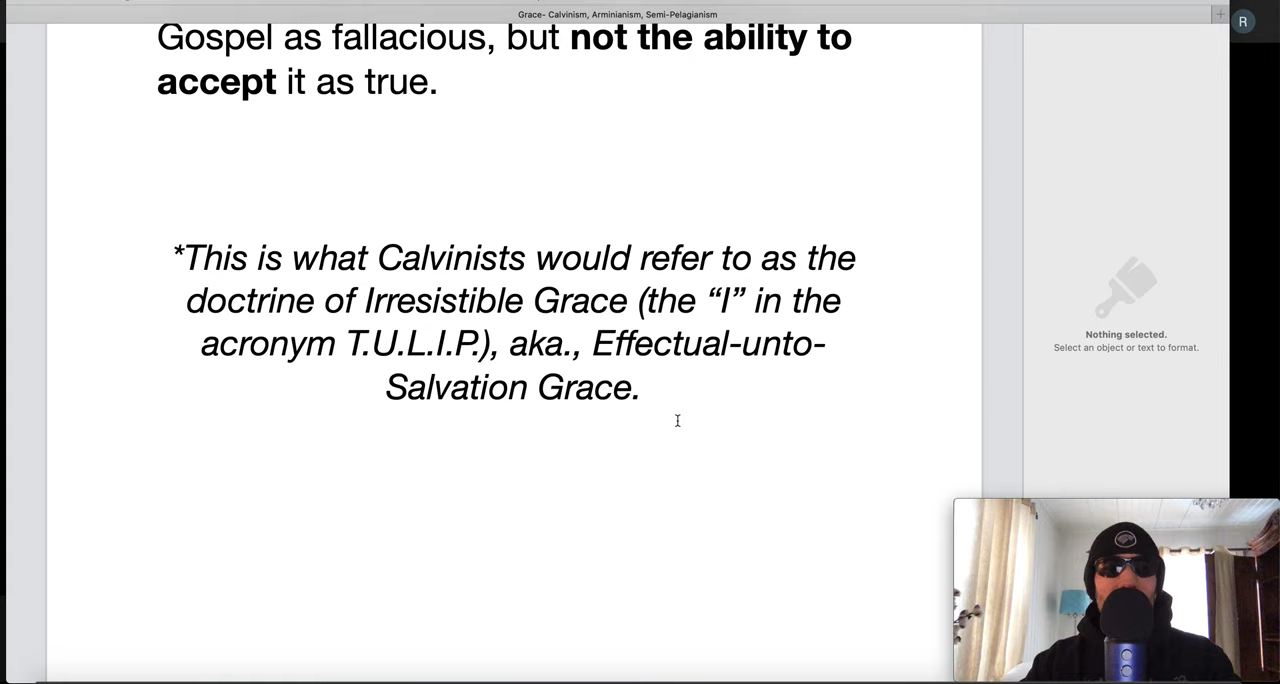 Grace- Calvinism, Arminianism, Semi-Pelagianism
R
Gospel as fallacious, but not the ability to
accept it as true.
*This is what Calvinists would refer to as the
doctrine of Irresistible Grace (the “I” in the
acronym T.U.L.I.P.), aka., Effectual-unto-
Salvation Grace.
Nothing selected.
Select an object or text to format.